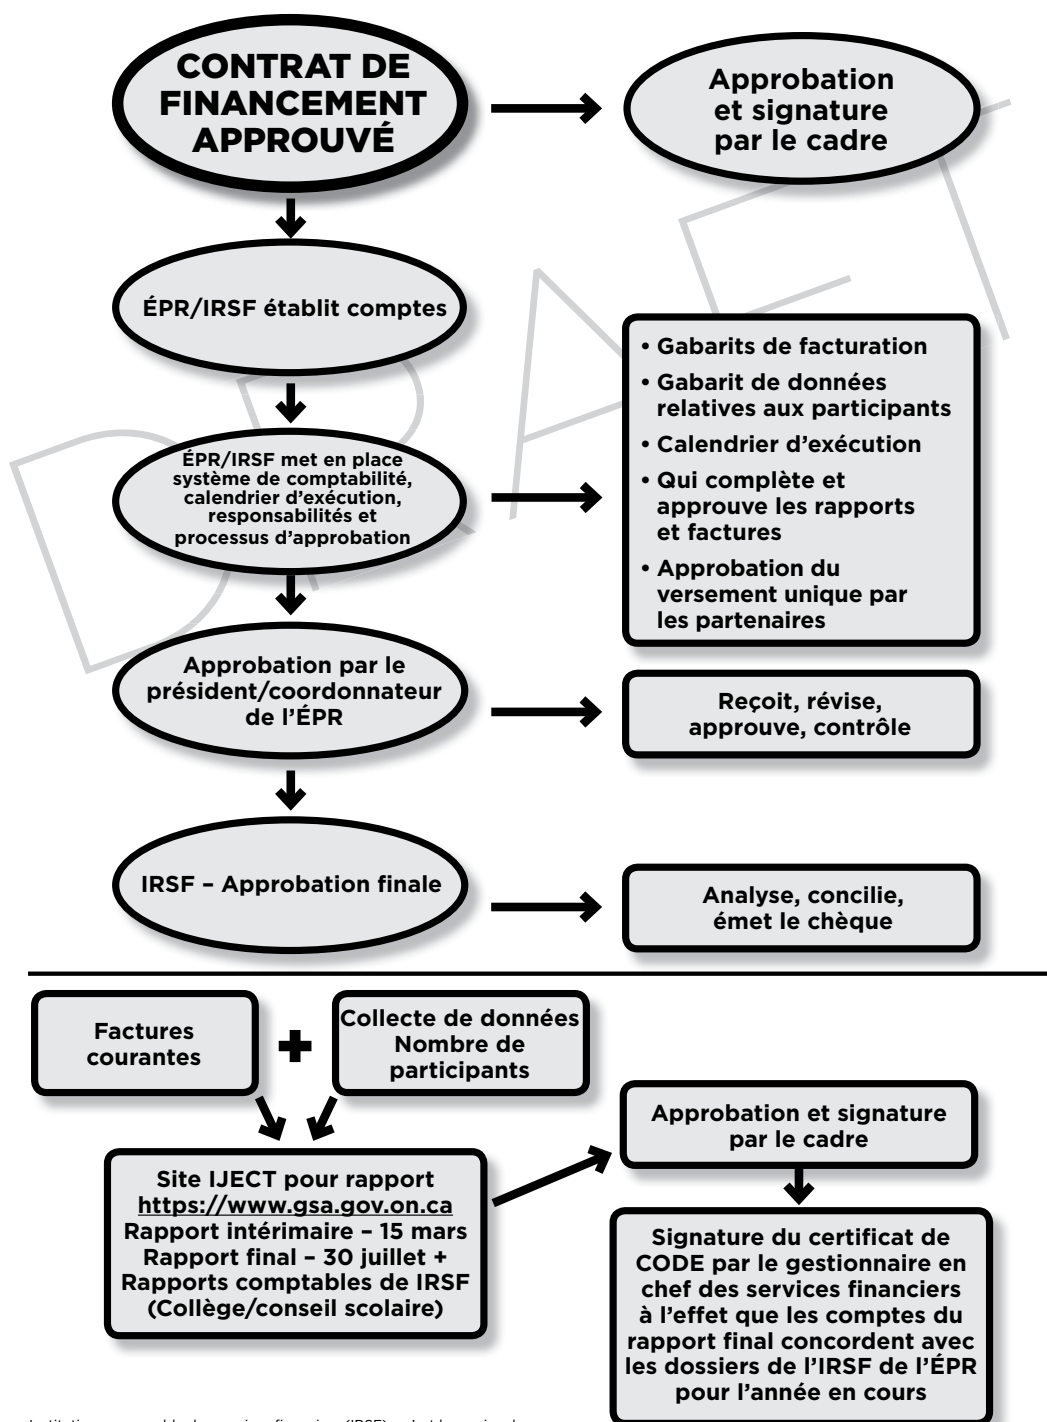 CONTRAT DE
FINANCEMENT
APPROUVÉ
Approbation
et signature
par le cadre
ÉPR/IRSF établit comptes
ÉPR/IRSF met en place
système de comptabilité,
calendrier d'exécution,
responsabilités et
processus d'approbation
• Gabarits de facturation
• Gabarit de données
relatives aux participants
• Calendrier d'exécution
• Qui complète et
approuve les rapports
et factures
• Approbation du
versement unique par
les partenaires
Approbation par le
président/coordonnateur
de l'ÉPR
Reçoit, révise,
approuve, contrôle
IRSF – Approbation finale
Analyse, concilie,
émet le chèque
DRAFT
Factures
courantes
+
Collecte de données
Nombre de
participants
Site IJECT pour rapport
https://www.gsa.gov.on.ca
Rapport intérimaire – 15 mars
Rapport final – 30 juillet +
Rapports comptables de IRSF
(Collège/conseil scolaire)
Approbation et signature
par le cadre
Signature du certificat de
CODE par le gestionnaire en
chef des services financiers
à l'effet que les comptes du
rapport final concordent avec
les dossiers de l'IRSF de l'ÉPR
pour l'année en cours